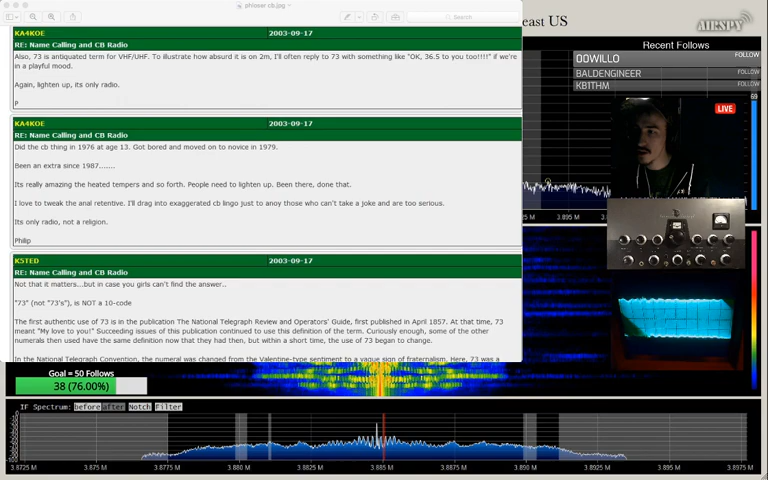 phlower cb.jpg
Search
east US
AIRSPY
Recent Follows
OOWILLO FOLLOW
BALDENGINEER FOLLOW
KB1THM FOLLOW
LIVE
69
KA4KOE 2003-09-17
RE: Name Calling and CB Radio
Also, 73 is antiquated term for VHF/UHF. To illustrate how absurd it is on 2m, I'll often reply to 73 with something like "OK, 36.5 to you too!!!!" if we're
in a playful mood.
Again, lighten up, its only radio.
P
KA4KOE 2003-09-17
RE: Name Calling and CB Radio
Did the cb thing in 1976 at age 13. Got bored and moved on to novice in 1979.
Been an extra since 1987.......
Its really amazing the heated tempers and so forth. People need to lighten up. Been there, done that.
I love to tweak the anal retentive. I'll drag into exaggerated cb lingo just to anoy those who can't take a joke and are too serious.
Its only radio, not a religion.
Philip
K5TED 2003-09-17
RE: Name Calling and CB Radio
Not that it matters...but in case you girls can't find the answer..
"73" (not "73's"), is NOT a 10-code
The first authentic use of 73 is in the publication The National Telegraph Review and Operators' Guide, first published in April 1857. At that time, 73
meant "My love to you!" Succeeding issues of this publication continued to use this definition of the term. Curiously enough, some of the other
numerals then used have the same definition now that they had then, but within a short time, the use of 73 began to change.
In the National Telegraph Convention, the numeral was changed from the Valentine-type sentiment to a vague sign of fraternalism. Here, 73 was a
25 M 3.895 M
Goal = 50 Follows
38 (76.00%)
IF Spectrum: before after Notch Filter
3.8725 M 3.875 M 3.8775 M 3.880 M 3.8825 M 3.885 M 3.8875 M 3.890 M 3.8925 M 3.895 M 3.8975 M